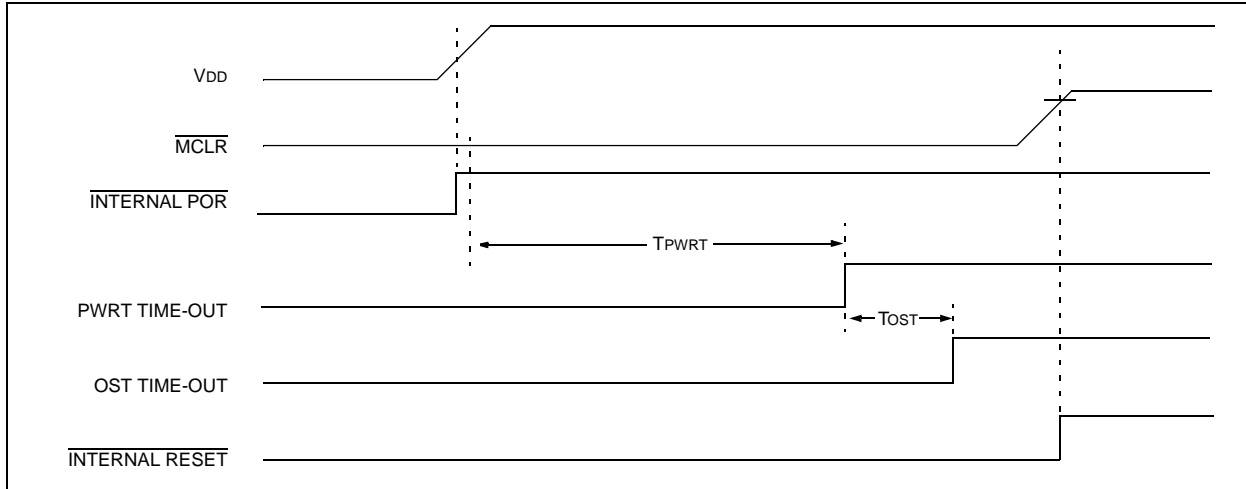 VDD
MCLR
INTERNAL POR
TPWRT
PWRT TIME-OUT
TOST
OST TIME-OUT
INTERNAL RESET